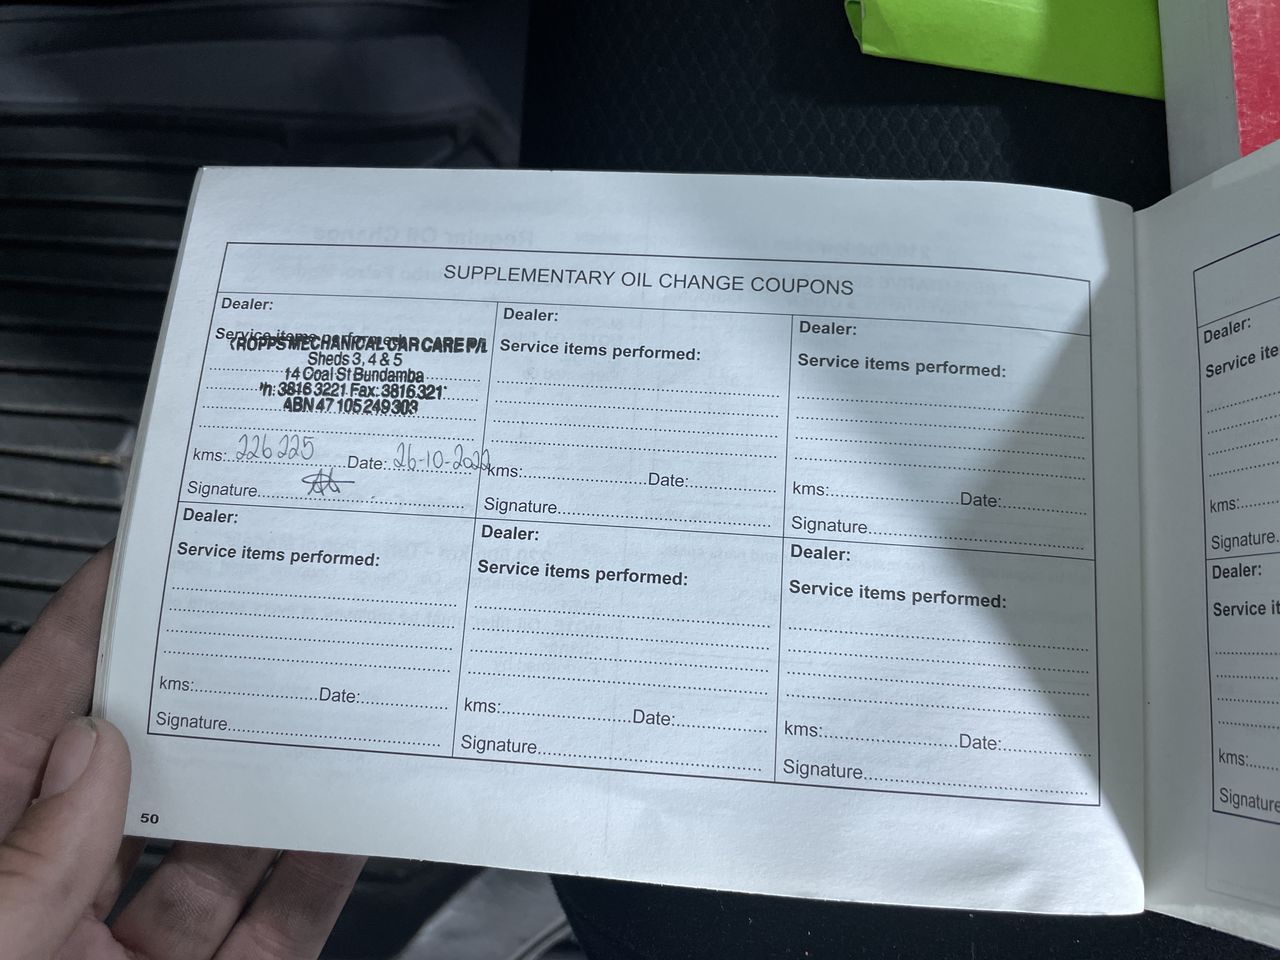 SUPPLEMENTARY OIL CHANGE COUPONS
Dealer:
Service items performed:
KROPPS MECHANICAL CAR CARE P/L
Sheds 3, 4 & 5
14 Coal St Bundamba
Ph: 3816 3221 Fax: 3816 321
ABN 47 105 249 303
kms: 226 225 Date: 26-10-2022
Signature
Dealer:
Service items performed:
kms: Date:
Signature
Dealer:
Service items performed:
kms: Date:
Signature
Dealer:
Service items performed:
kms: Date:
Signature
Dealer:
Service items performed:
kms: Date:
Signature
Dealer:
Service items performed:
kms: Date:
Signature
50
Dealer:
Service ite
kms:
Signature.
Dealer:
Service it
kms:
Signature